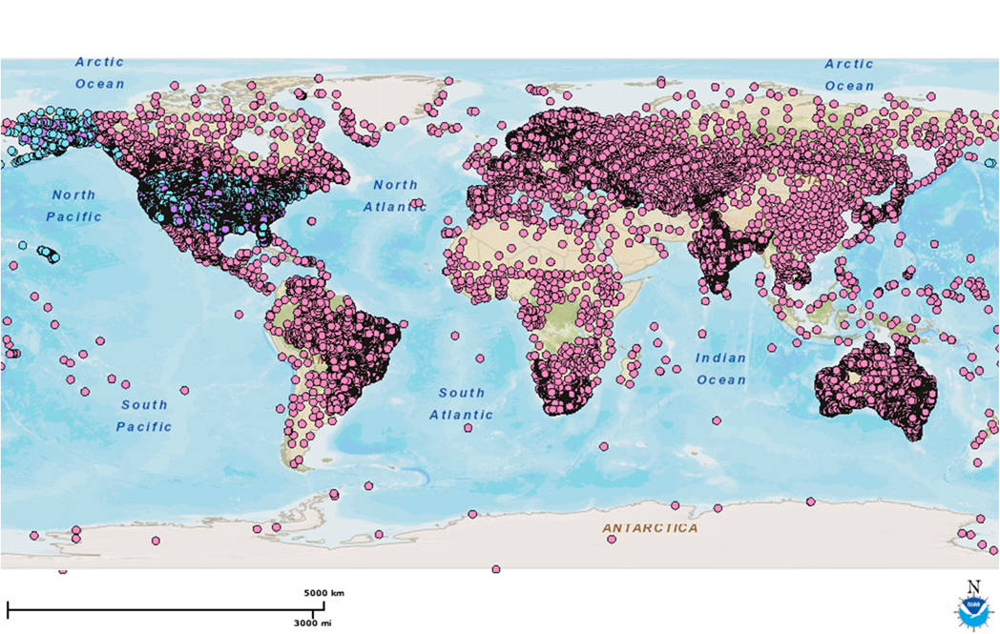 Arctic
Ocean
Arctic
Ocean
North
Pacific
North
Atlantic
Indian
Ocean
South
Pacific
South
Atlantic
ANTARCTICA
5000 km
3000 mi
N